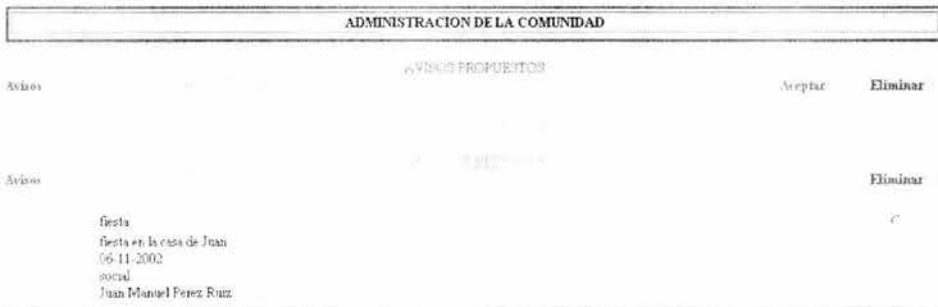 ADMINISTRACION DE LA COMUNIDAD
AVISOS PROPUESTOS
Avisos Aceptar Eliminar
Avisos Eliminar
fiesta
fiesta en la casa de Juan
06-11-2002
social
Juan Manuel Perez Ruiz